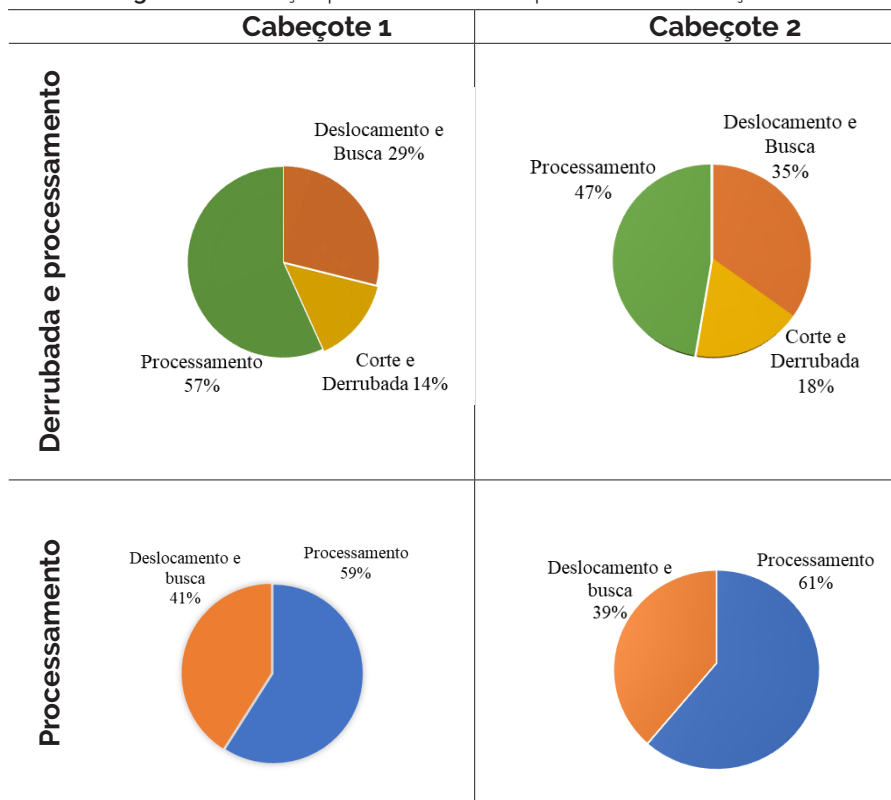 Cabeçote 1
Cabeçote 2
Derrubada e processamento
Deslocamento e
Busca 29%
Processamento
57%
Corte e
Derrubada 14%
Deslocamento e
Busca
35%
Processamento
47%
Corte e
Derrubada
18%
Processamento
Deslocamento e
busca
41%
Processamento
59%
Deslocamento e
busca
39%
Processamento
61%